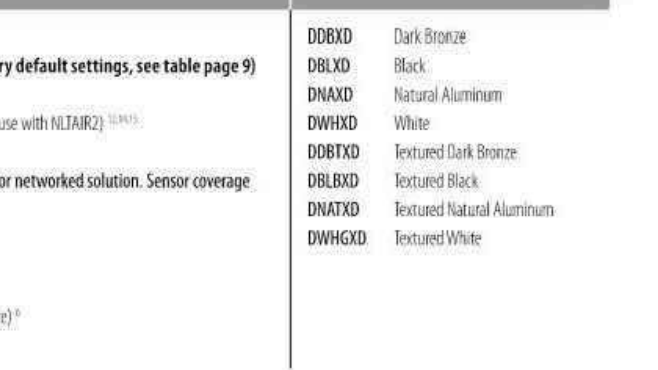 ry default settings, see table page 9)
use with NLTAIR2)
or networked solution. Sensor coverage
e)
DDBXD Dark Bronze
DBLXD Black
DNAXD Natural Aluminum
DWHXD White
DDBTXD Textured Dark Bronze
DBLBXD Textured Black
DNATXD Textured Natural Aluminum
DWHGXD Textured White